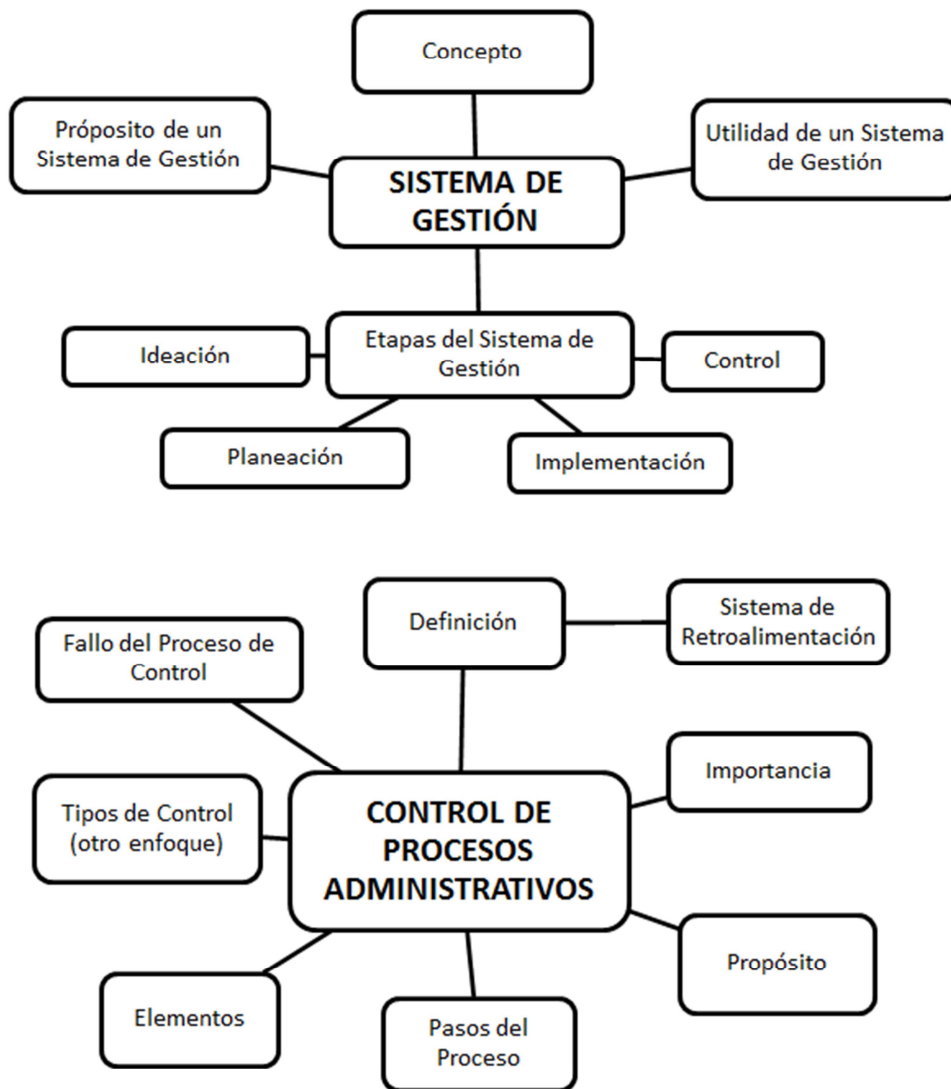 Concepto
Próposito de un
Sistema de Gestión
Utilidad de un Sistema
de Gestión
SISTEMA DE
GESTIÓN
Etapas del Sistema de
Gestión
Ideación
Control
Planeación
Implementación
Definición
Sistema de
Retroalimentación
Fallo del Proceso de
Control
Importancia
Tipos de Control
(otro enfoque)
CONTROL DE
PROCESOS
ADMINISTRATIVOS
Propósito
Elementos
Pasos del
Proceso